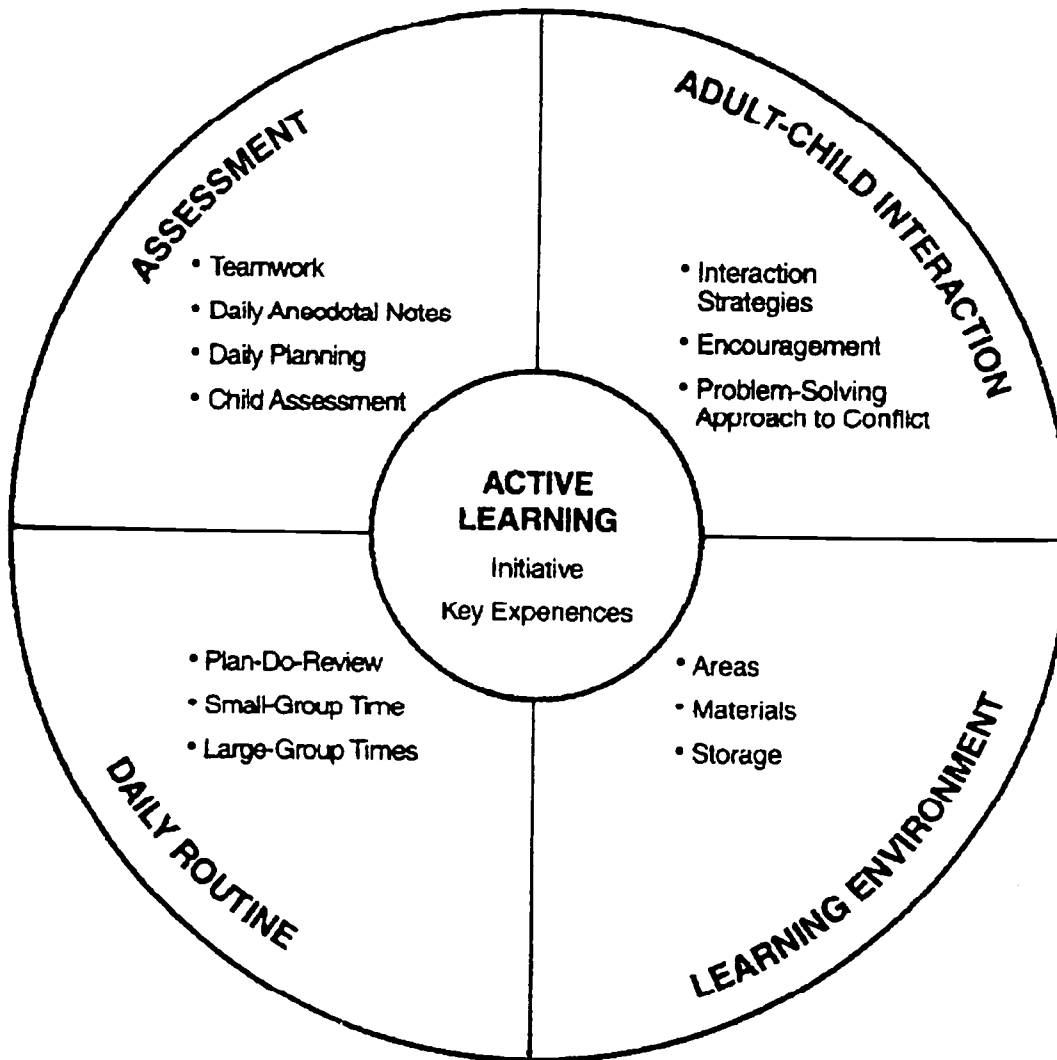 ASSESSMENT
• Teamwork
• Daily Anecdotal Notes
• Daily Planning
• Child Assessment
ADULT-CHILD INTERACTION
• Interaction
Strategies
• Encouragement
• Problem-Solving
Approach to Conflict
ACTIVE
LEARNING
Initiative
Key Experiences
• Plan-Do-Review
• Small-Group Time
• Large-Group Times
DAILY ROUTINE
• Areas
• Materials
• Storage
LEARNING ENVIRONMENT